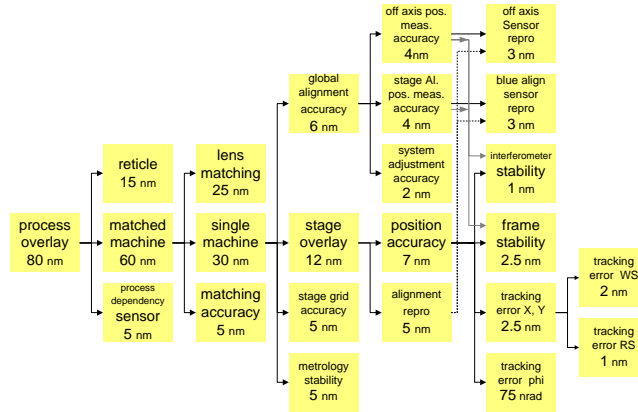 off axis pos.
meas.
accuracy
4nm
off axis
Sensor
repro
3 nm
global
alignment
accuracy
6 nm
stage Al.
pos. meas.
accuracy
4 nm
blue align
sensor
repro
3 nm
reticle
15 nm
lens
matching
25 nm
system
adjustment
accuracy
2 nm
interferometer
stability
1 nm
process
overlay
80 nm
matched
machine
60 nm
single
machine
30 nm
stage
overlay
12 nm
position
accuracy
7 nm
frame
stability
2.5 nm
tracking
error WS
2 nm
process
dependency
sensor
5 nm
matching
accuracy
5 nm
stage grid
accuracy
5 nm
alignment
repro
5 nm
tracking
error X, Y
2.5 nm
tracking
error RS
1 nm
metrology
stability
5 nm
tracking
error phi
75 nrad